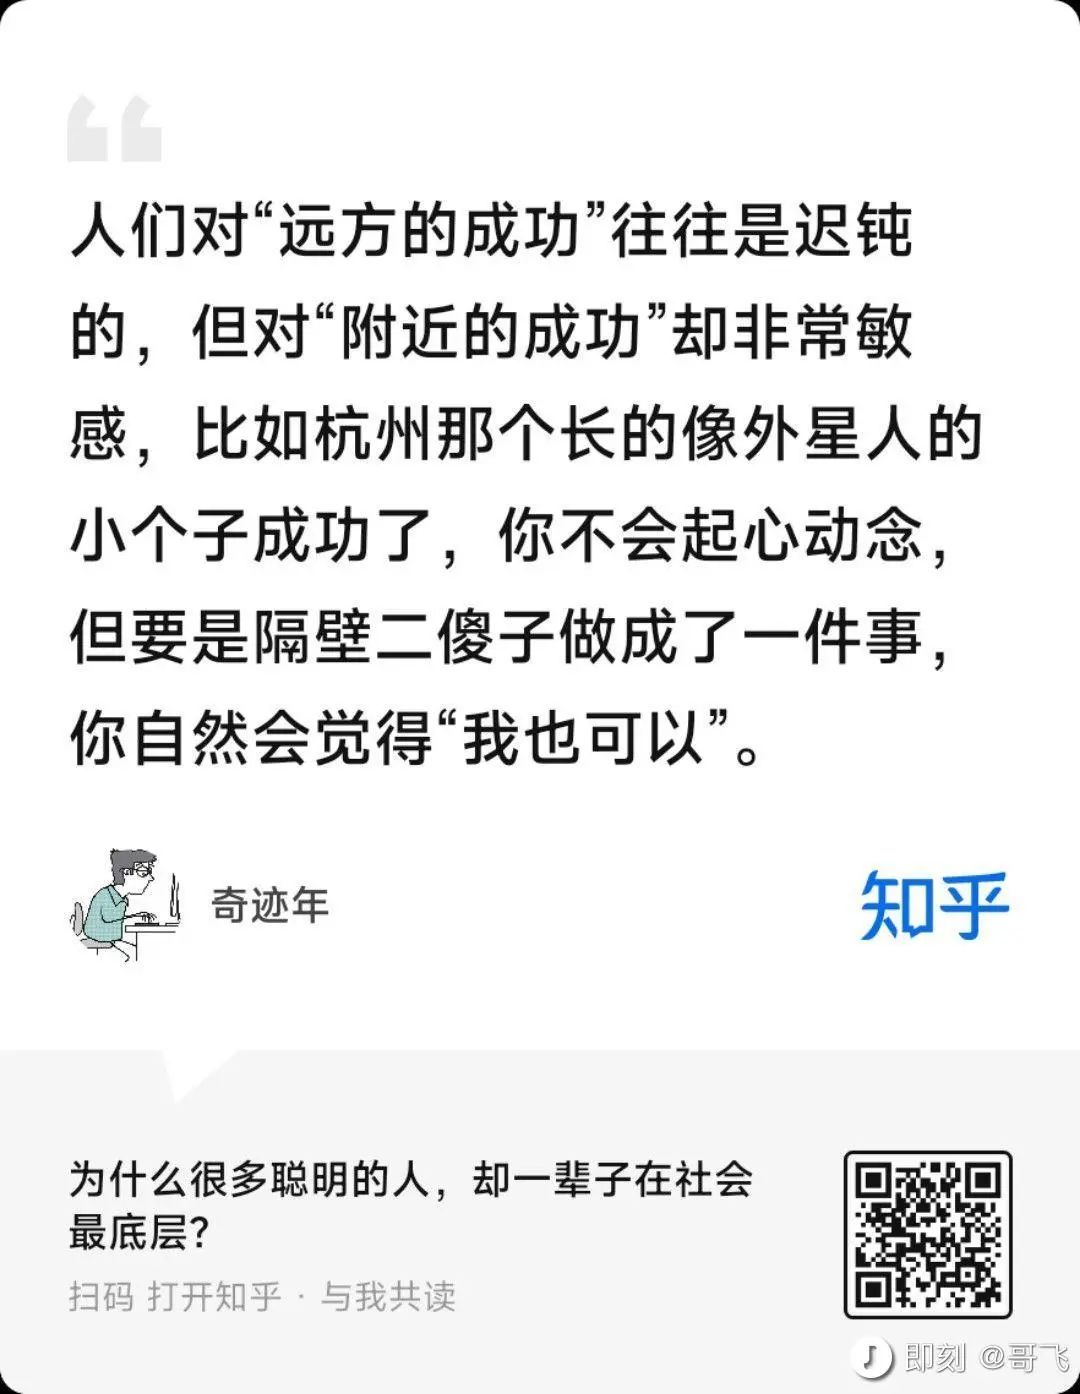 人们对“远方的成功”往往是迟钝
的，但对“附近的成功”却非常敏
感，比如杭州那个长的像外星人的
小个子成功了，你不会起心动念，
但要是隔壁二傻子做成了一件事，
你自然会觉得“我也可以”。
奇迹年
知乎
为什么很多聪明的人，却一辈子在社会
最底层？
扫码 打开知乎 · 与我共读
即刻 @哥飞